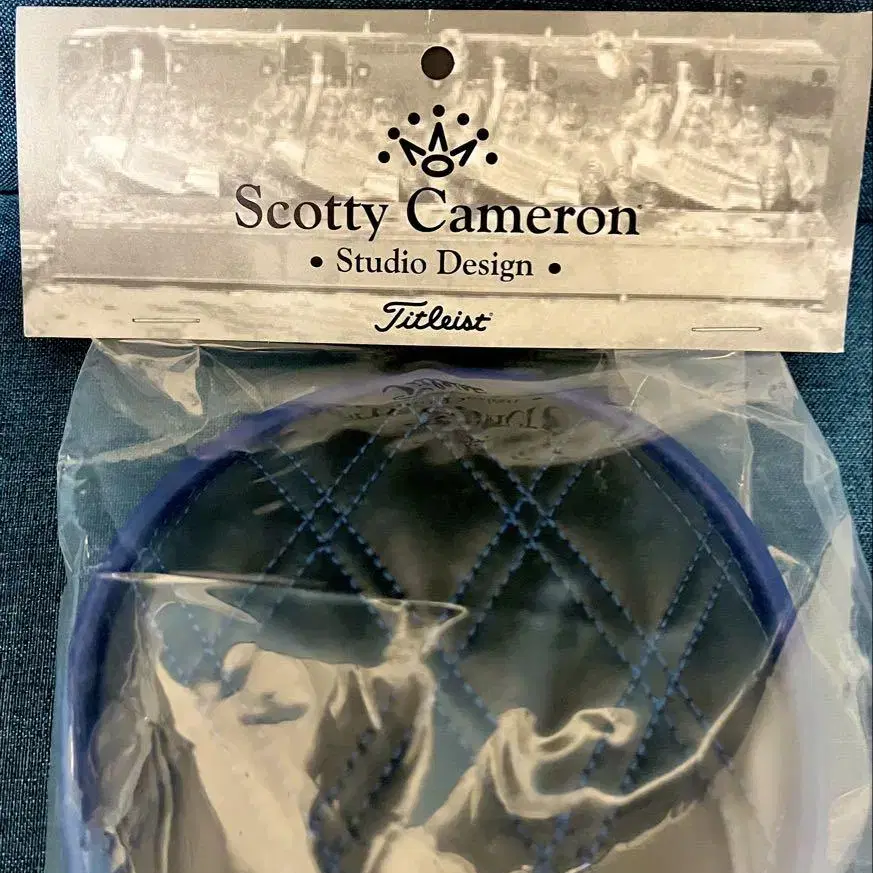 Scotty Cameron
• Studio Design •
Titleist